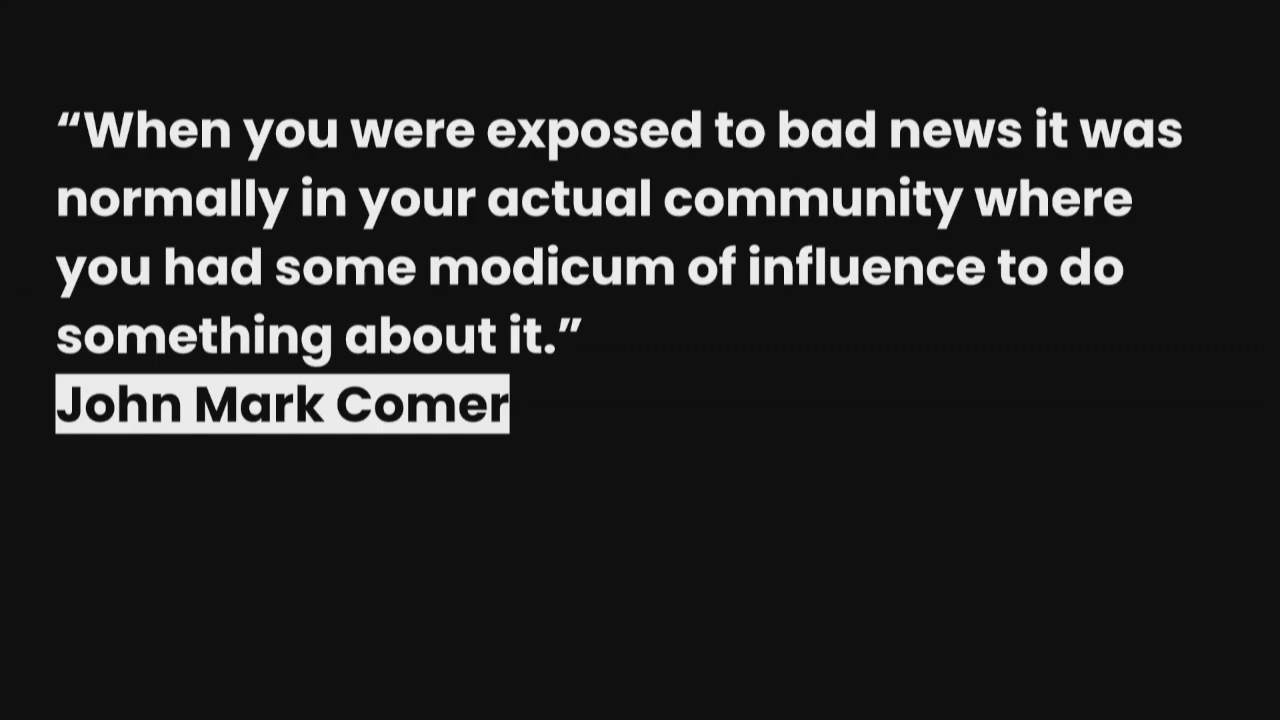 “When you were exposed to bad news it was
normally in your actual community where
you had some modicum of influence to do
something about it.”
John Mark Comer